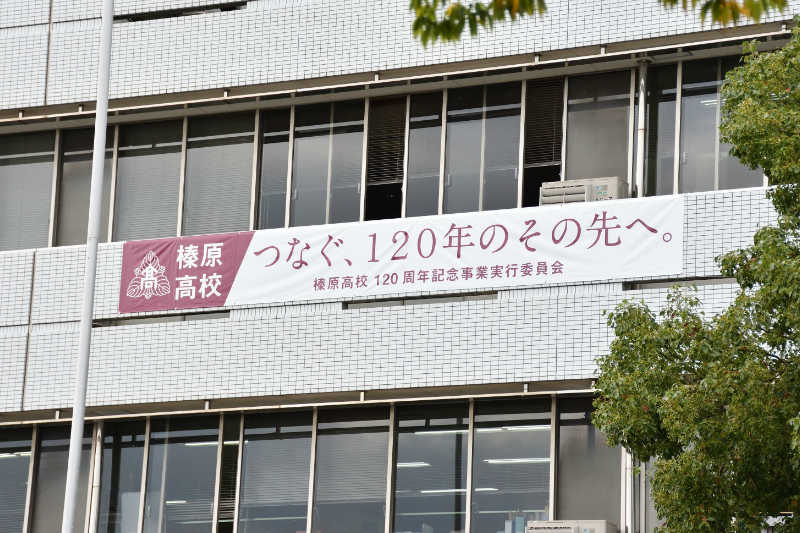 高
榛原
高校
つなぐ、120年のその先へ。
榛原高校 120周年記念事業実行委員会